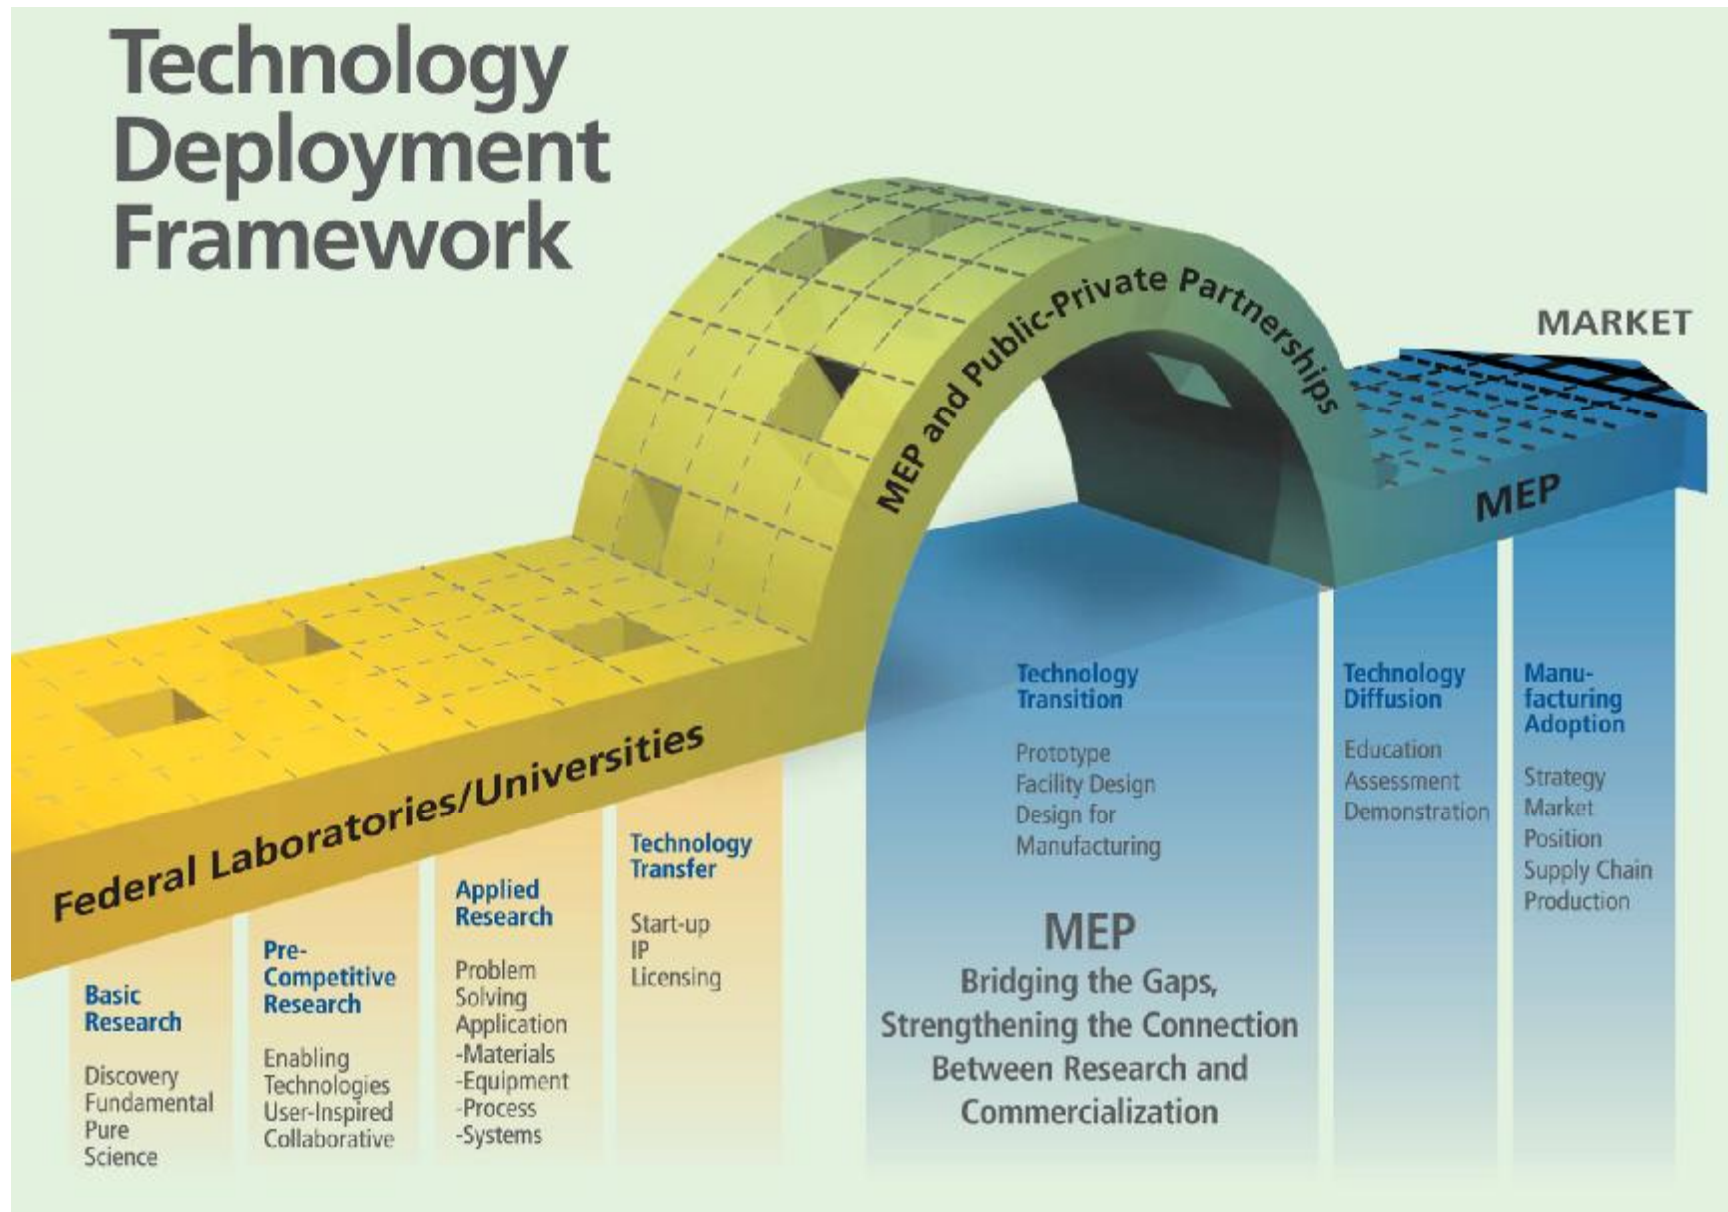 Technology
Deployment
Framework
MEP and Public-Private Partnerships
MARKET
MEP
Federal Laboratories/Universities
Basic
Research
Discovery
Fundamental
Pure
Science
Pre-
Competitive
Research
Enabling
Technologies
User-Inspired
Collaborative
Applied
Research
Problem
Solving
Application
-Materials
-Equipment
-Process
-Systems
Technology
Transfer
Start-up
IP
Licensing
Technology
Transition
Prototype
Facility Design
Design for
Manufacturing
MEP
Bridging the Gaps,
Strengthening the Connection
Between Research and
Commercialization
Technology
Diffusion
Education
Assessment
Demonstration
Manu-
facturing
Adoption
Strategy
Market
Position
Supply Chain
Production